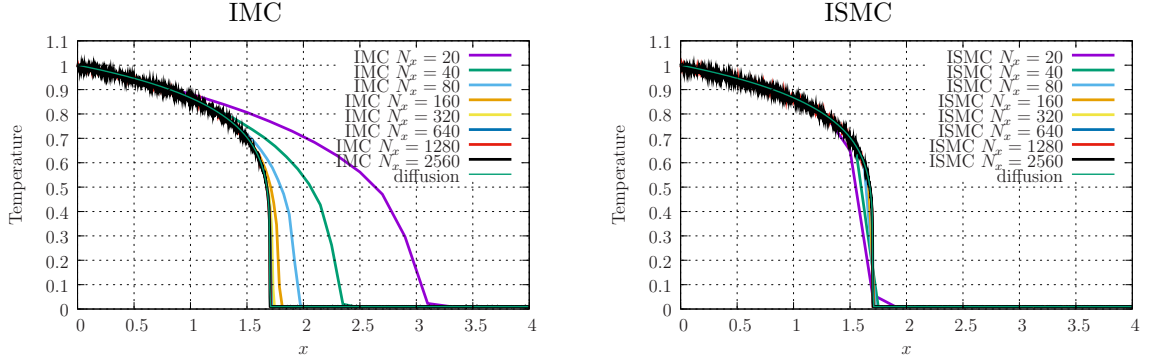 IMC
1.1
1
0.9
0.8
0.7
0.6
0.5
0.4
0.3
0.2
0.1
0
Temperature
0 0.5 1 1.5 2 2.5 3 3.5 4
x
IMC N_x = 20
IMC N_x = 40
IMC N_x = 80
IMC N_x = 160
IMC N_x = 320
IMC N_x = 640
IMC N_x = 1280
IMC N_x = 2560
diffusion
ISMC
1.1
1
0.9
0.8
0.7
0.6
0.5
0.4
0.3
0.2
0.1
0
Temperature
0 0.5 1 1.5 2 2.5 3 3.5 4
x
ISMC N_x = 20
ISMC N_x = 40
ISMC N_x = 80
ISMC N_x = 160
ISMC N_x = 320
ISMC N_x = 640
ISMC N_x = 1280
ISMC N_x = 2560
diffusion